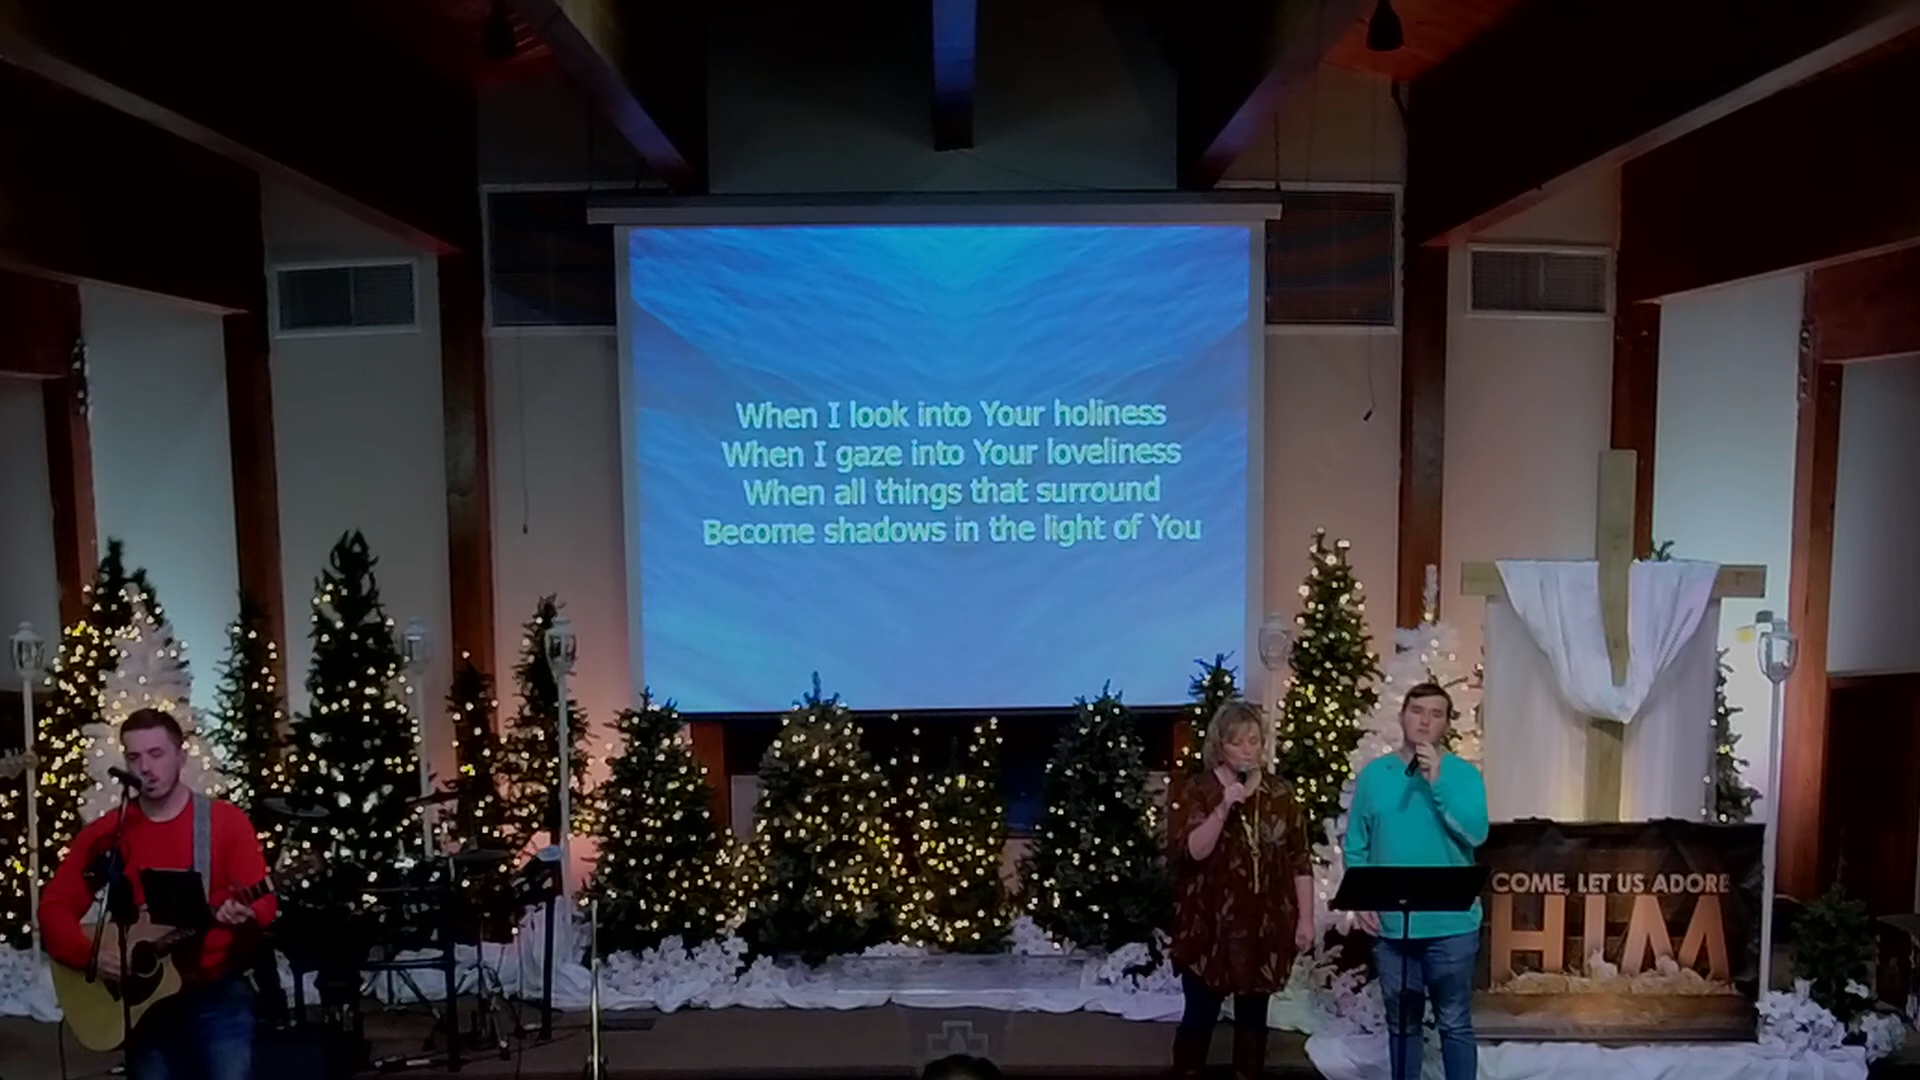 When I look into Your holiness
When I gaze into Your loveliness
When all things that surround
Become shadows in the light of You
COME, LET US ADORE
HIM